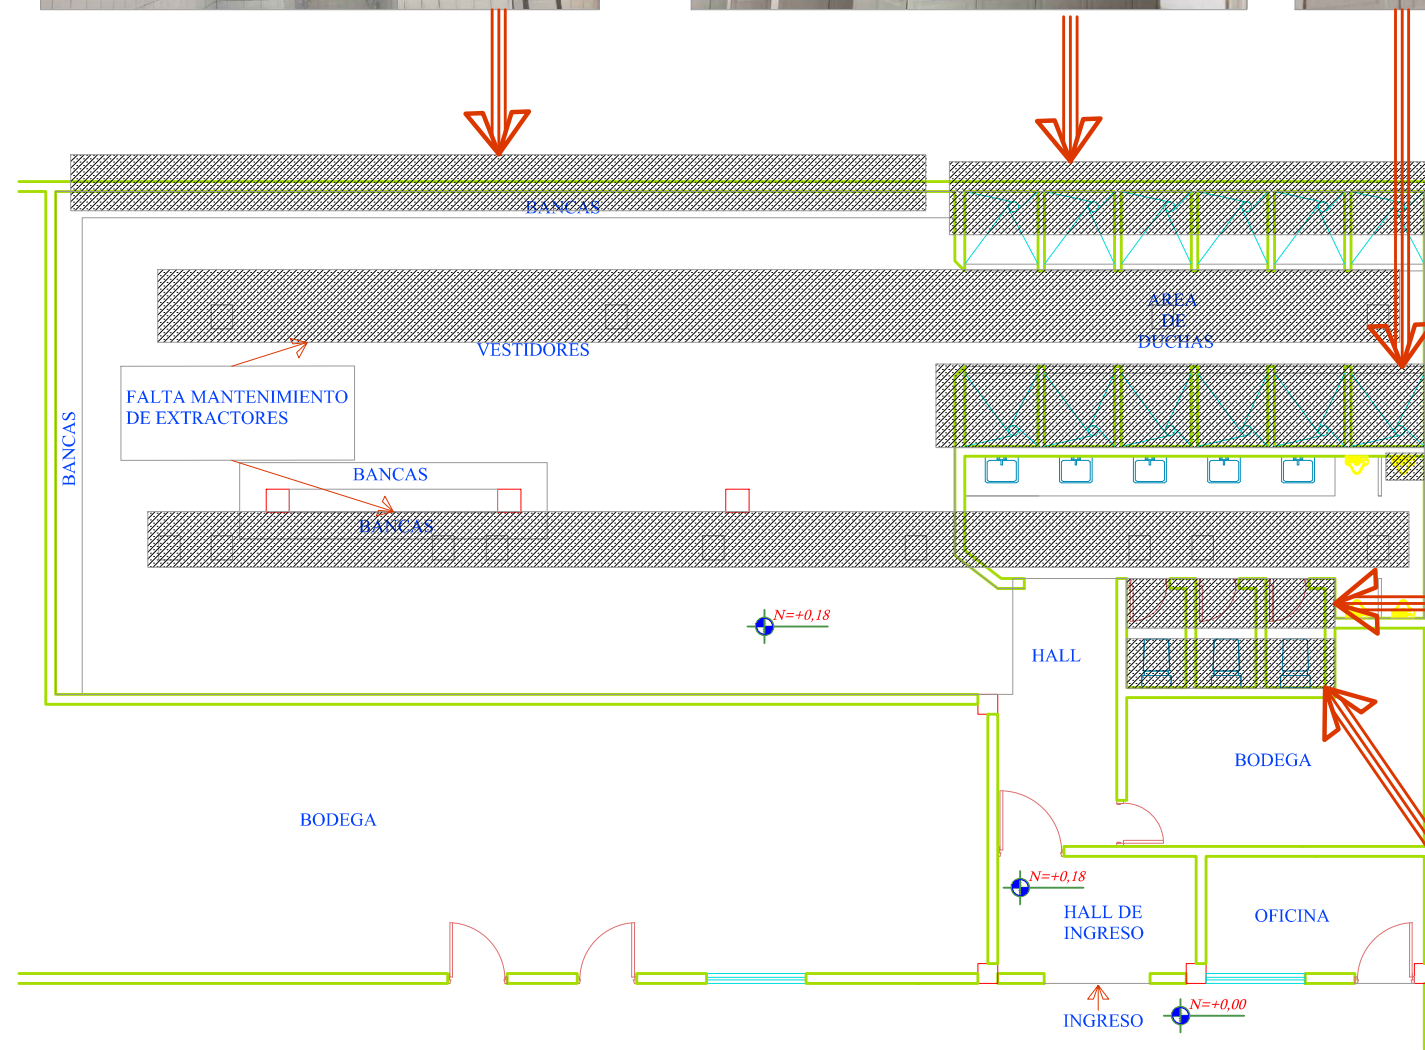 BANCAS
AREA
DE
DUCHAS
VESTIDORES
FALTA MANTENIMIENTO
DE EXTRACTORES
BANCAS
BANCAS
BANCAS
N=+0,18
HALL
BODEGA
BODEGA
N=+0,18
HALL DE
INGRESO
OFICINA
N=+0,00
INGRESO